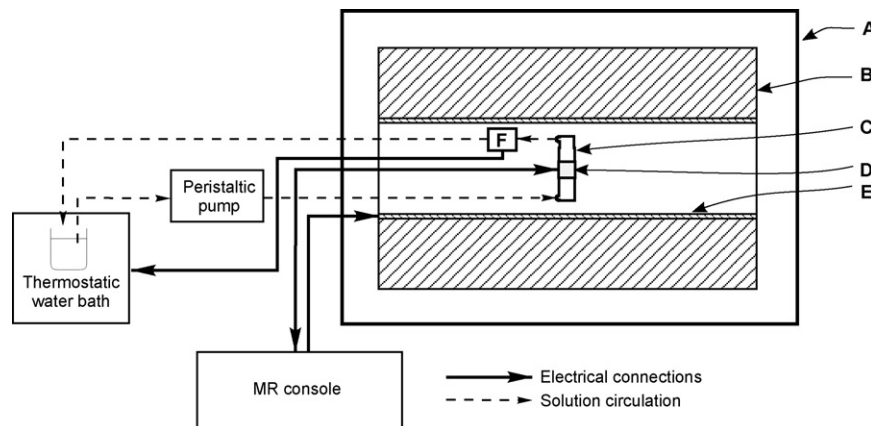 A
B
C
F
D
E
Peristaltic
pump
Thermostatic
water bath
MR console
Electrical connections
Solution circulation